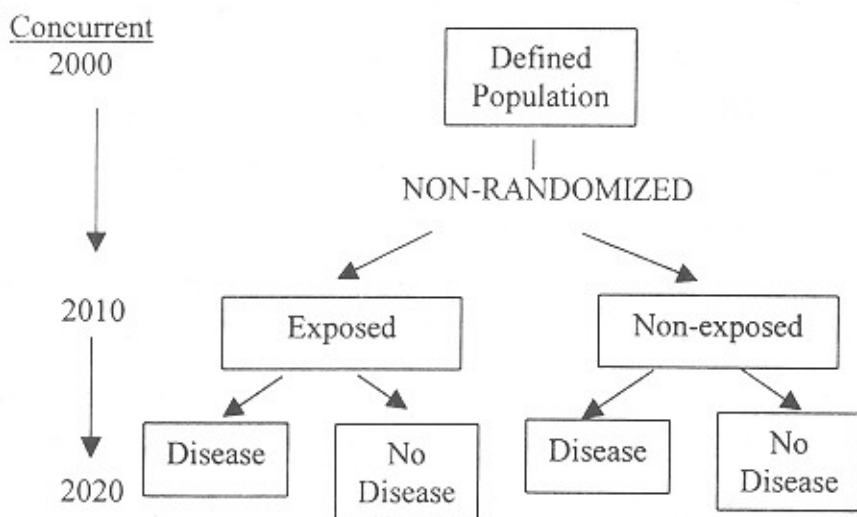 Concurrent
2000
Defined
Population
NON-RANDOMIZED
2010
Exposed
Non-exposed
Disease
No
Disease
Disease
No
Disease
2020